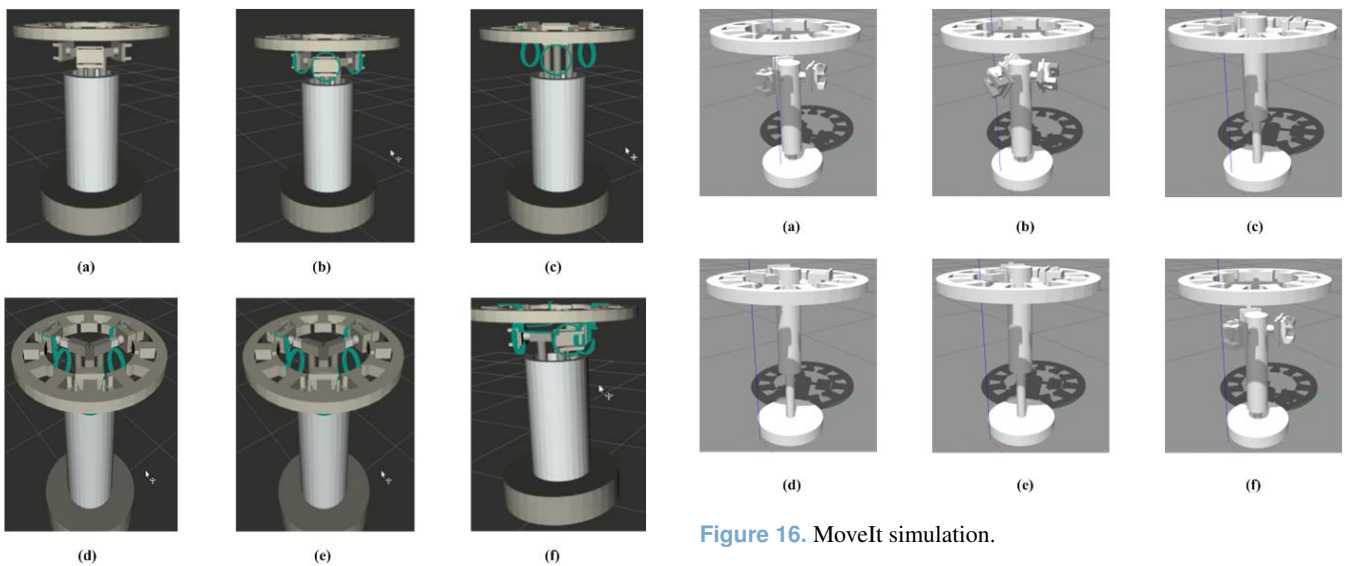 (a) (b) (c)
(d) (e) (f)
(a) (b) (c)
(d) (e) (f)
Figure 16. MoveIt simulation.